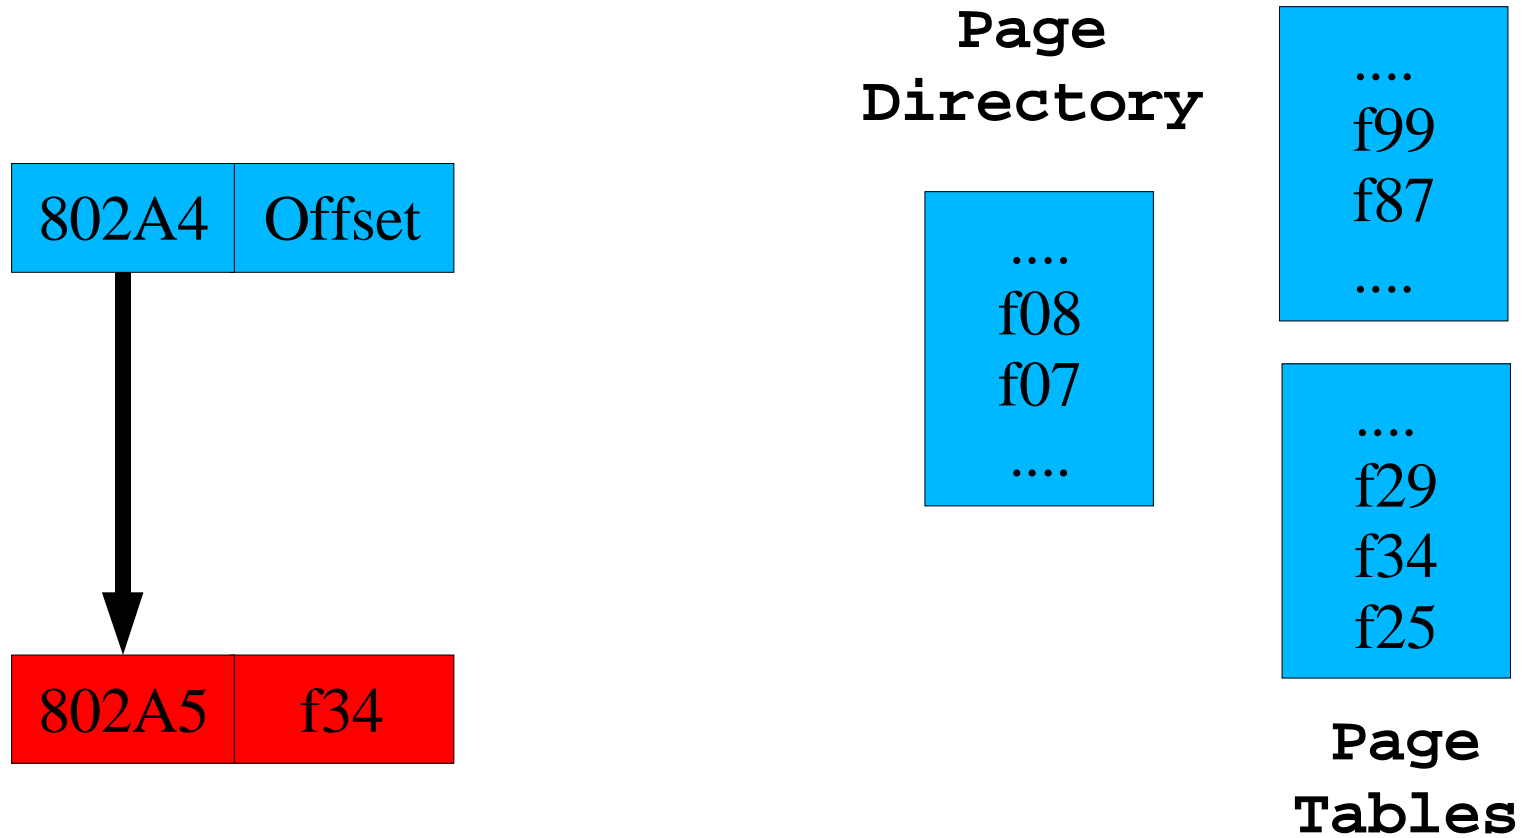 802A4 Offset
802A5 f34
Page
Directory
....
f08
f07
....
....
f99
f87
....
....
f29
f34
f25
Page
Tables